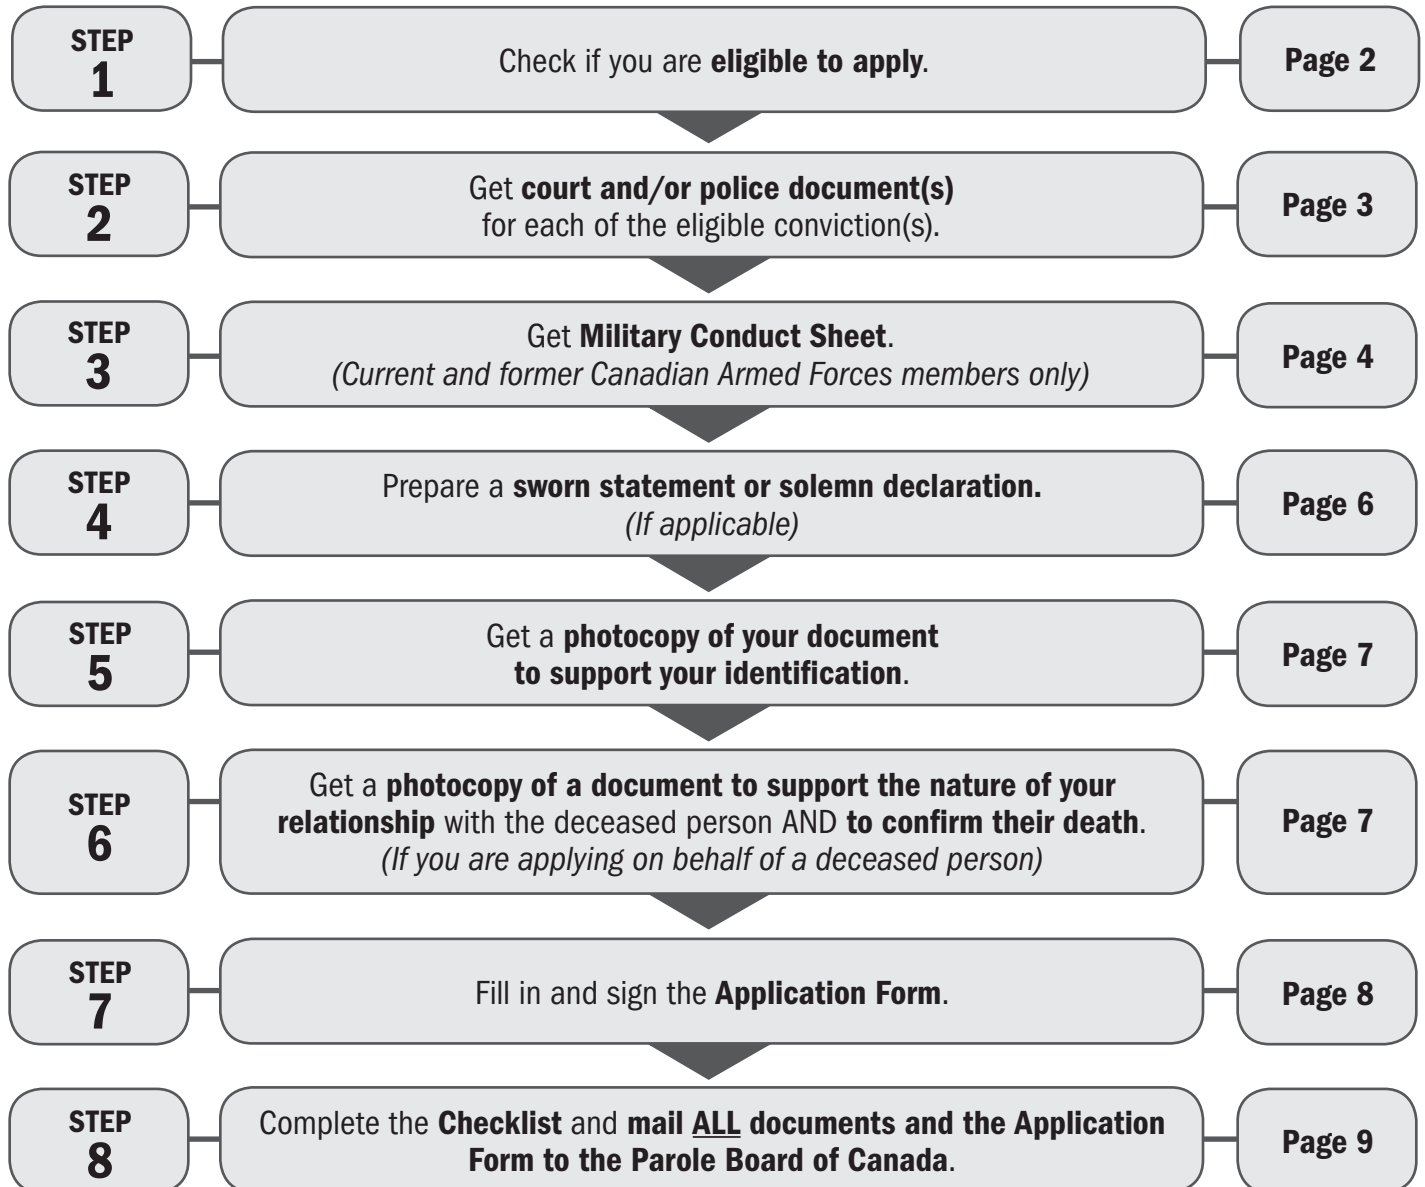 STEP
1
Check if you are eligible to apply.
Page 2
STEP
2
Get court and/or police document(s)
for each of the eligible conviction(s).
Page 3
STEP
3
Get Military Conduct Sheet.
(Current and former Canadian Armed Forces members only)
Page 4
STEP
4
Prepare a sworn statement or solemn declaration.
(If applicable)
Page 6
STEP
5
Get a photocopy of your document
to support your identification.
Page 7
STEP
6
Get a photocopy of a document to support the nature of your
relationship with the deceased person AND to confirm their death.
(If you are applying on behalf of a deceased person)
Page 7
STEP
7
Fill in and sign the Application Form.
Page 8
STEP
8
Complete the Checklist and mail ALL documents and the Application
Form to the Parole Board of Canada.
Page 9